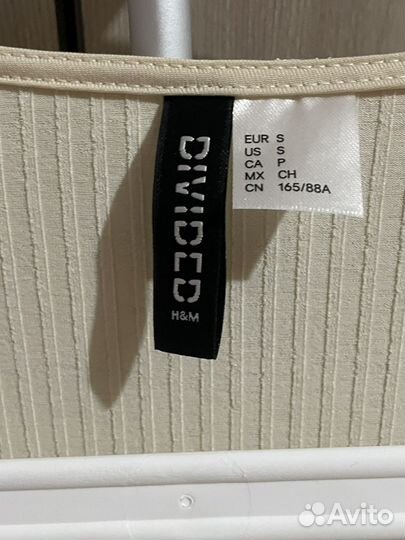 DIVIDED
H&M
EUR S
US S
CA P
MX CH
CN 165/88A
Avito